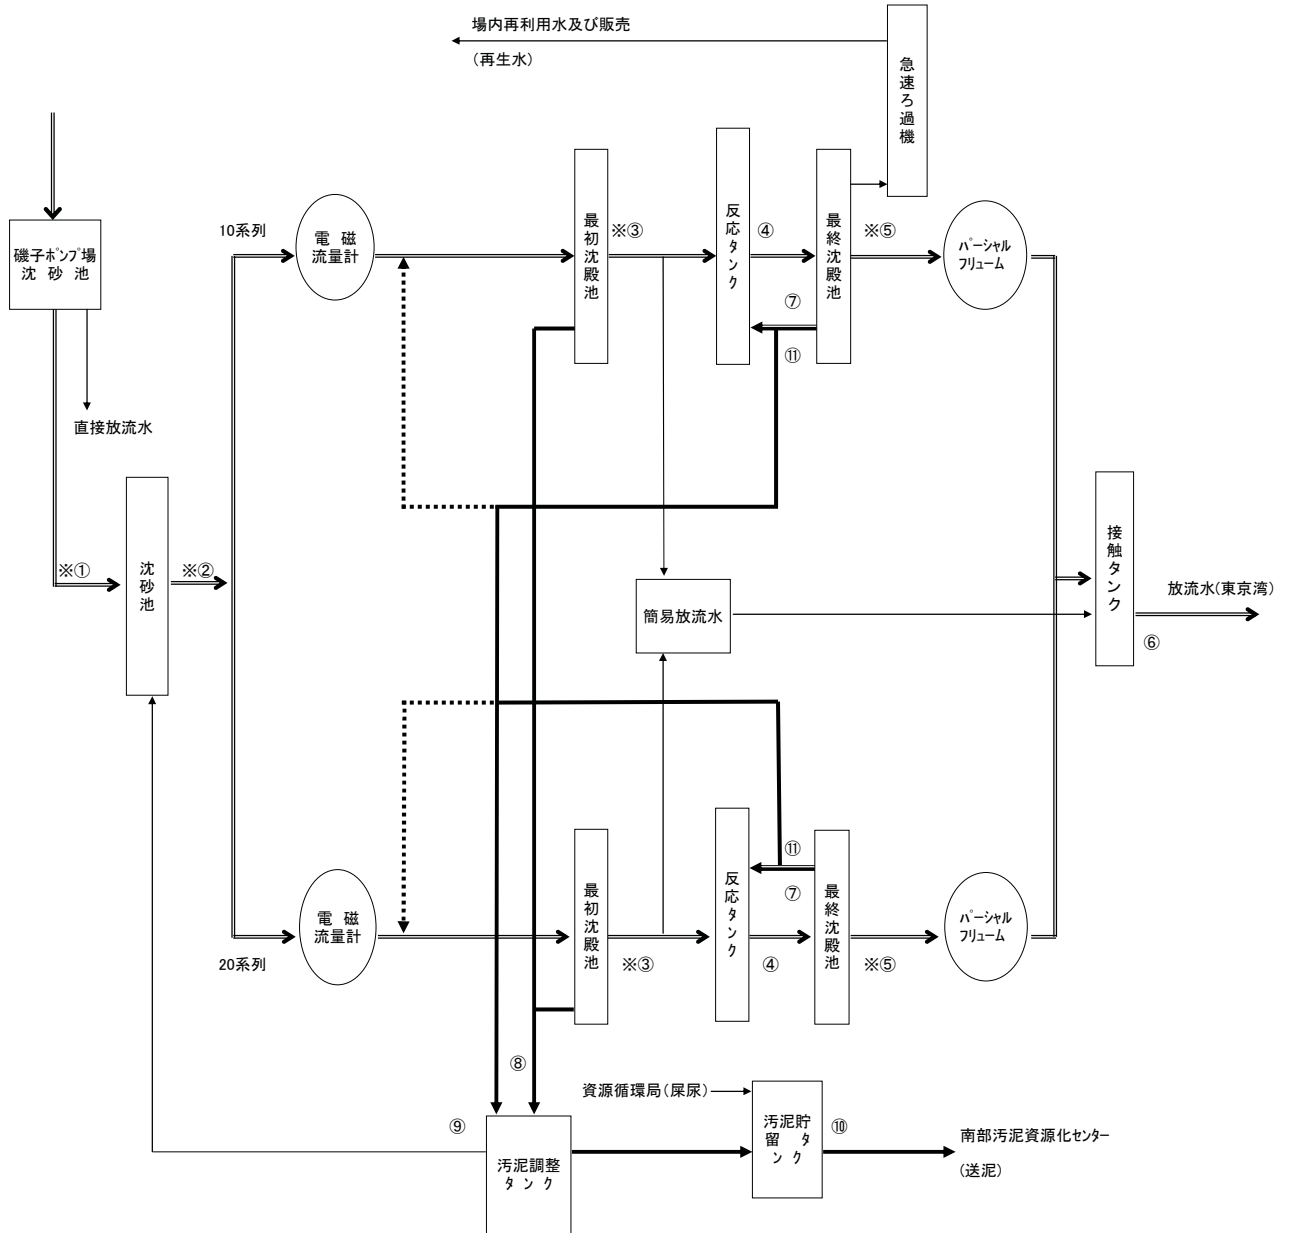 場内再利用水及び販売
(再生水)
急速ろ過機
磯子ﾎﾟﾝﾌﾟ場
沈 砂 池
直接放流水
10系列
電 磁
流量計
最初沈殿池
※③
反応タンク
④
最終沈殿池
※⑤
ﾊﾟｰｼｬﾙ
ﾌﾘｭｰﾑ
⑦
⑪
※①
沈砂池
※②
簡易放流水
接触タンク
放流水(東京湾)
⑥
20系列
電 磁
流量計
最初沈殿池
※③
反応タンク
④
⑪
⑦
最終沈殿池
※⑤
ﾊﾟｰｼｬﾙ
ﾌﾘｭｰﾑ
⑧
⑨
汚泥調整
タ ン ク
資源循環局(屎尿)
汚泥貯
留 タ
ン ク
⑩
南部汚泥資源化センター
(送泥)